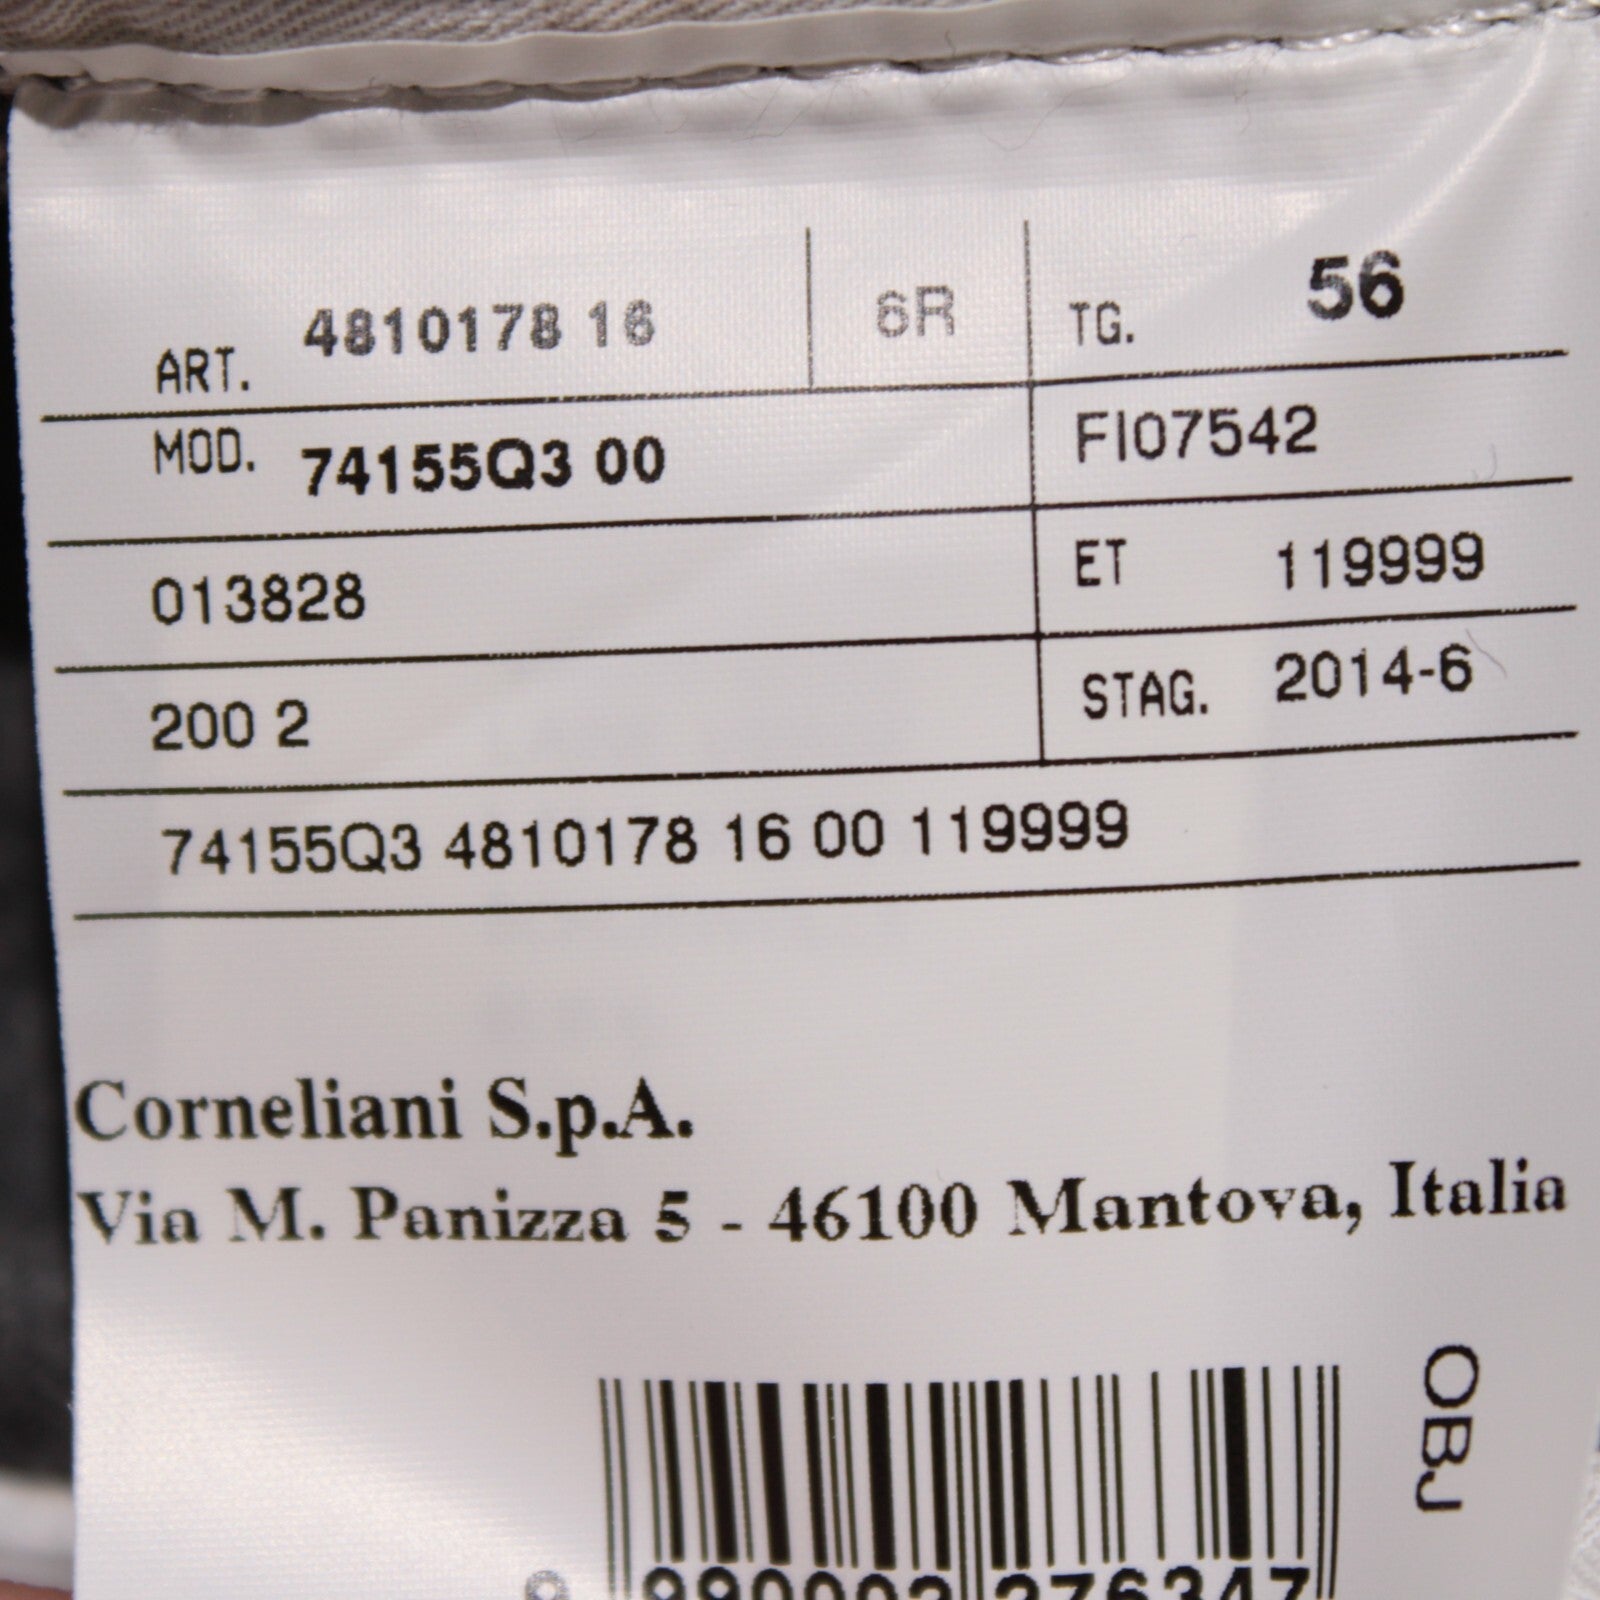 ART. 4810178 16 6R TG. 56
MOD. 74155Q3 00 FI07542
013828 ET 119999
200 2 STAG. 2014-6
74155Q3 4810178 16 00 119999
Corneliani S.p.A.
Via M. Panizza 5 - 46100 Mantova, Italia
OBJ